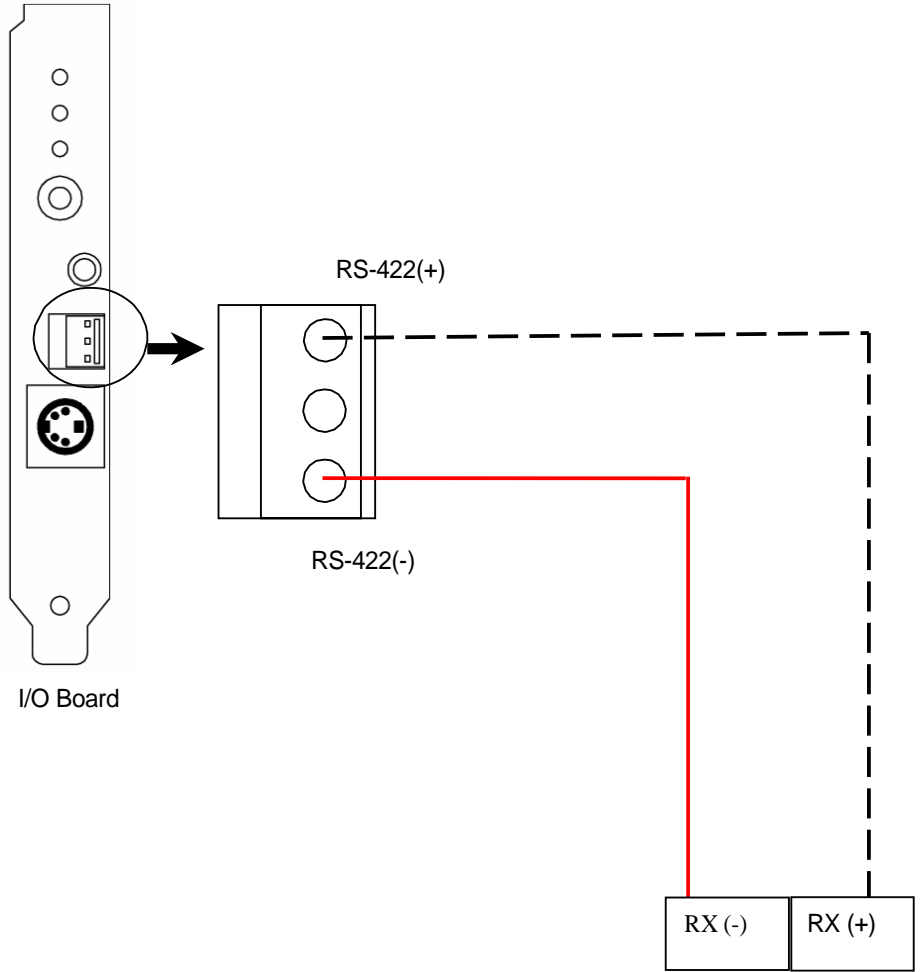 RS-422(+)
RS-422(-)
I/O Board
RX (-)
RX (+)